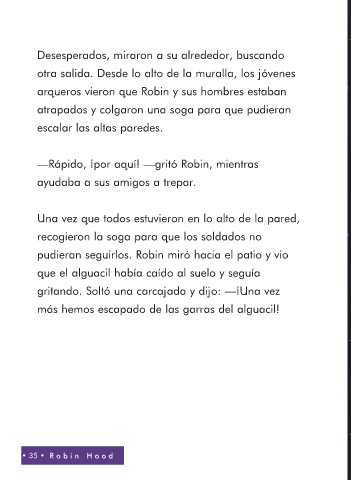 Desesperados, miraron a su alrededor, buscando
otra salida. Desde lo alto de la muralla, los jóvenes
arqueros vieron que Robin y sus hombres estaban
atrapados y colgaron una soga para que pudieran
escalar las altas paredes.
—Rápido, ¡por aquí! —gritó Robin, mientras
ayudaba a sus amigos a trepar.
Una vez que todos estuvieron en lo alto de la pared,
recogieron la soga para que los soldados no
pudieran seguirlos. Robin miró hacia el patio y vio
que el alguacil había caído al suelo y seguía
gritando. Soltó una carcajada y dijo: —¡Una vez
más hemos escapado de las garras del alguacil!
• 35 • Robin Hood